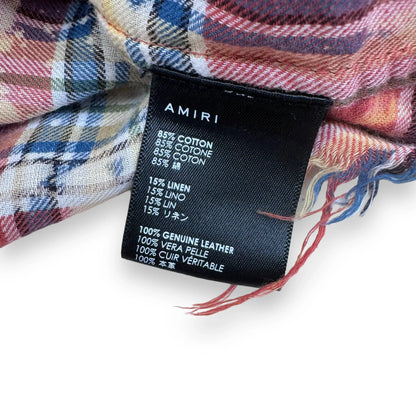 AMIRI
85% COTTON
85% COTONE
85% COTON
85% 綿
15% LINEN
15% LINO
15% LIN
15% リネン
100% GENUINE LEATHER
100% VERA PELLE
100% CUIR VÉRITABLE
100% 本革